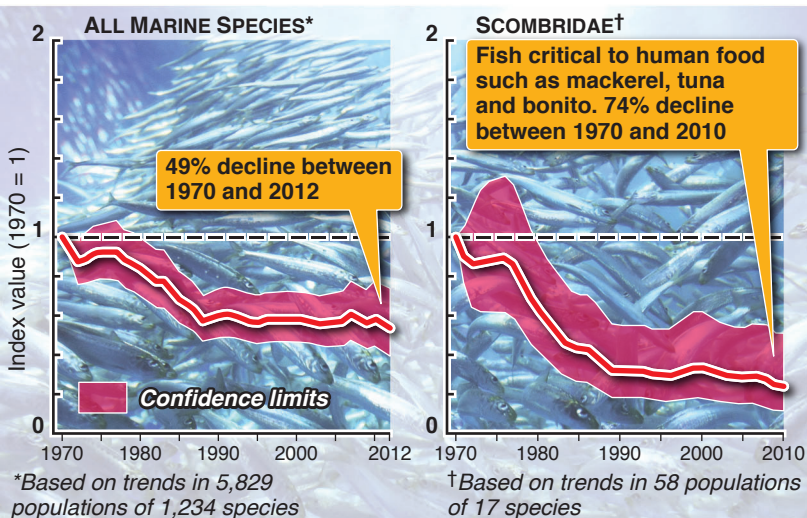 ALL MARINE SPECIES*
2
49% decline between
1970 and 2012
1
Index value (1970 = 1)
Confidence limits
0
1970
1980
1990
2000
2012
*Based on trends in 5,829
populations of 1,234 species
SCOMBRIDAE†
2
Fish critical to human food
such as mackerel, tuna
and bonito. 74% decline
between 1970 and 2010
1
0
1970
1980
1990
2000
2010
†Based on trends in 58 populations
of 17 species